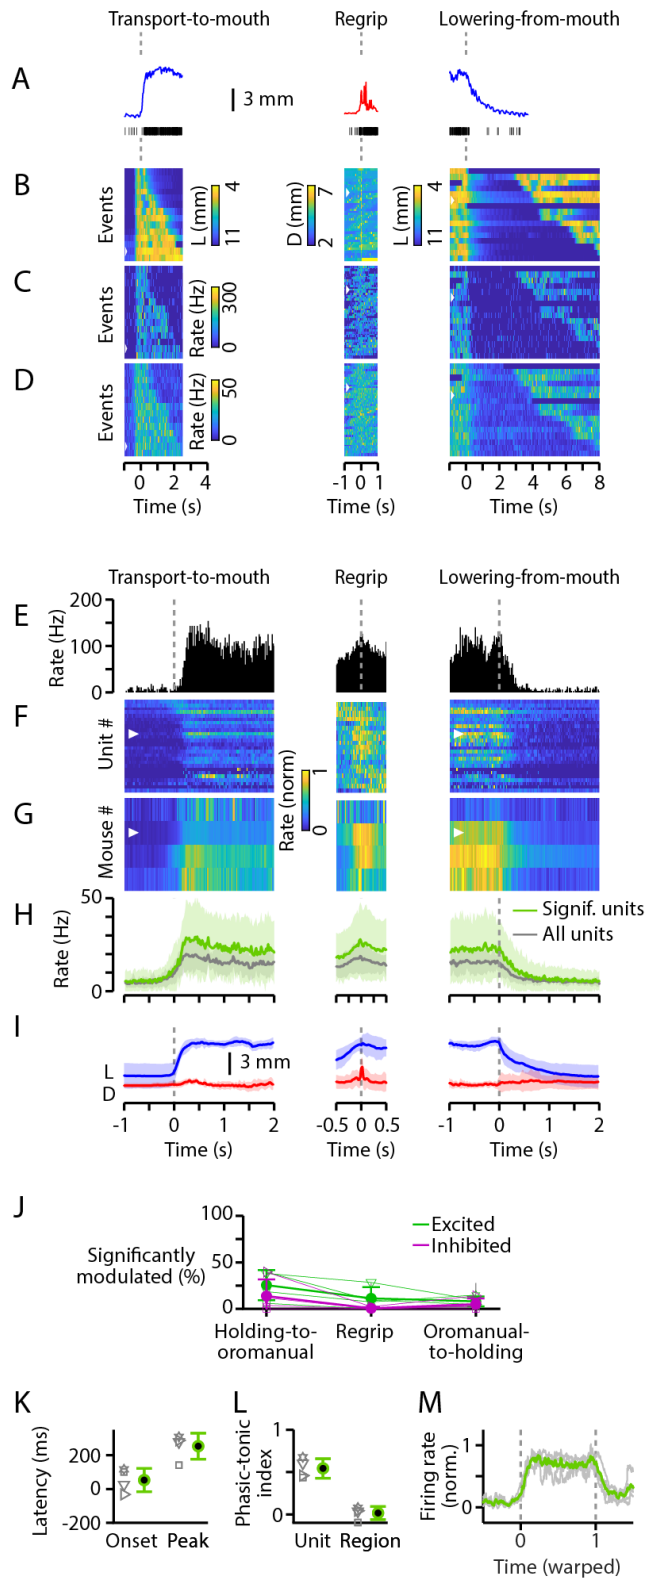 Transport-to-mouth Regrip Lowering-from-mouth
A
3 mm
B
Events
L (mm)
4
11
D (mm)
7
2
L (mm)
4
11
C
Events
Rate (Hz)
300
0
D
Events
Rate (Hz)
50
0
0 2 4
Time (s)
-1 0 1
Time (s)
0 2 4 6 8
Time (s)
Transport-to-mouth Regrip Lowering-from-mouth
E
Rate (Hz)
200
100
0
F
Unit #
Rate (norm)
1
0
G
Mouse #
H
Rate (Hz)
50
0
Signif. units
All units
I
L
D
3 mm
-1 0 1 2
Time (s)
-0.5 0 0.5
Time (s)
-1 0 1 2
Time (s)
J
Significantly
modulated (%)
100
50
0
Excited
Inhibited
Holding-to-
oromanual
Regrip
Oromanual-
to-holding
K
Latency (ms)
200
0
-200
Onset Peak
L
Phasic-tonic
index
1
0
Unit Region
M
Firing rate
(norm.)
1
0
0 1
Time (warped)